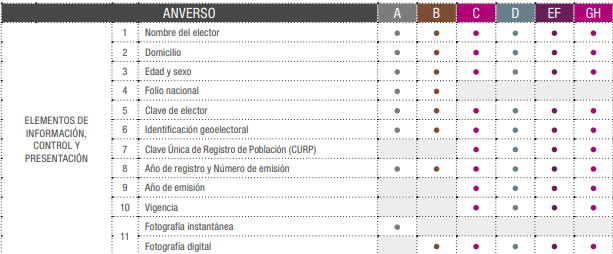 ANVERSO A B C D EF GH
1 Nombre del elector ● ● ● ● ● ●
2 Domicilio ● ● ● ● ● ●
3 Edad y sexo ● ● ● ● ● ●
4 Folio nacional ● ●
ELEMENTOS DE
INFORMACIÓN,
CONTROL Y
PRESENTACIÓN
5 Clave de elector ● ● ● ● ● ●
6 Identificación geoelectoral ● ● ● ● ● ●
7 Clave Única de Registro de Población (CURP) ● ● ● ●
8 Año de registro y Número de emisión ● ● ● ● ● ●
9 Año de emisión ● ● ● ●
10 Vigencia ● ● ● ●
11 Fotografía instantánea ●
Fotografía digital ● ● ● ● ●